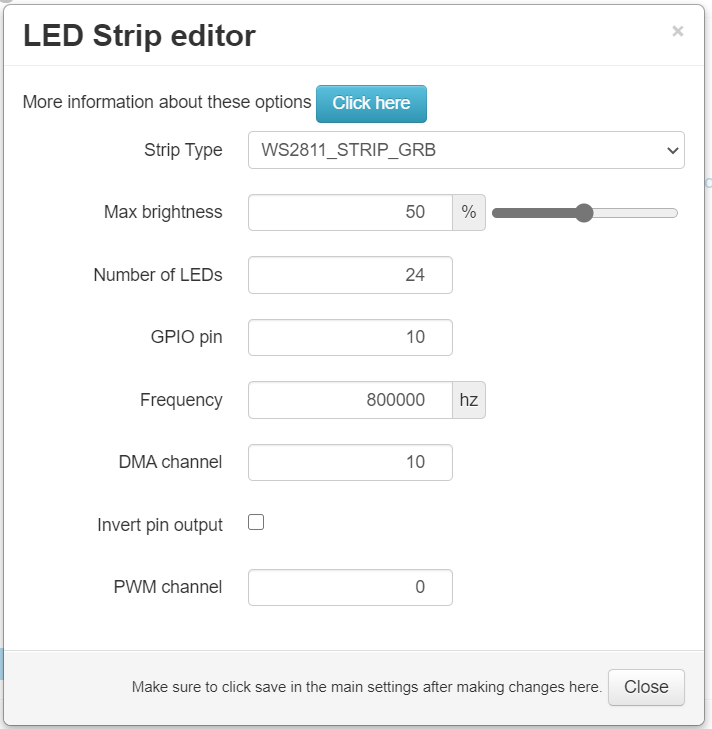 LED Strip editor
×
More information about these options Click here
Strip Type WS2811_STRIP_GRB
Max brightness 50 %
Number of LEDs 24
GPIO pin 10
Frequency 800000 hz
DMA channel 10
Invert pin output
PWM channel 0
Make sure to click save in the main settings after making changes here. Close